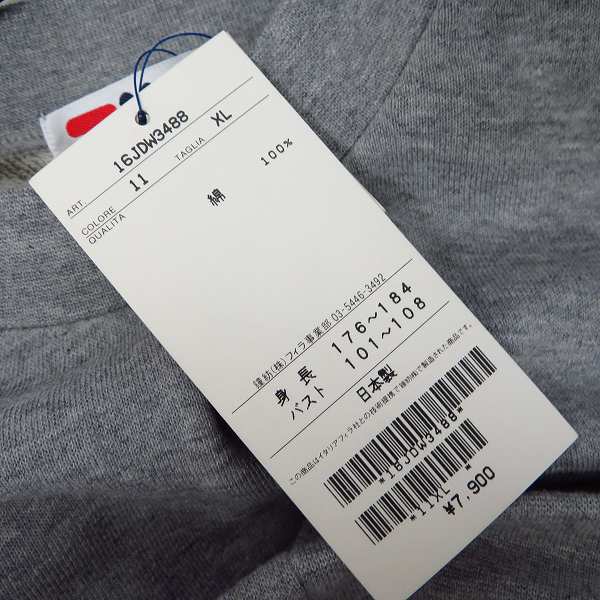 ART. 16JDW3488
COLORE 11 TAGLIA XL
QUALITA
綿 100%
鐘紡(株)フィラ事業部 03-5446-3492
身長 176~184
バスト 101~108
日本製
この商品はイタリアフィラ社との技術提携で鐘紡㈱で製造された商品です。
*16JDW3488*
*11XL *
¥7,900